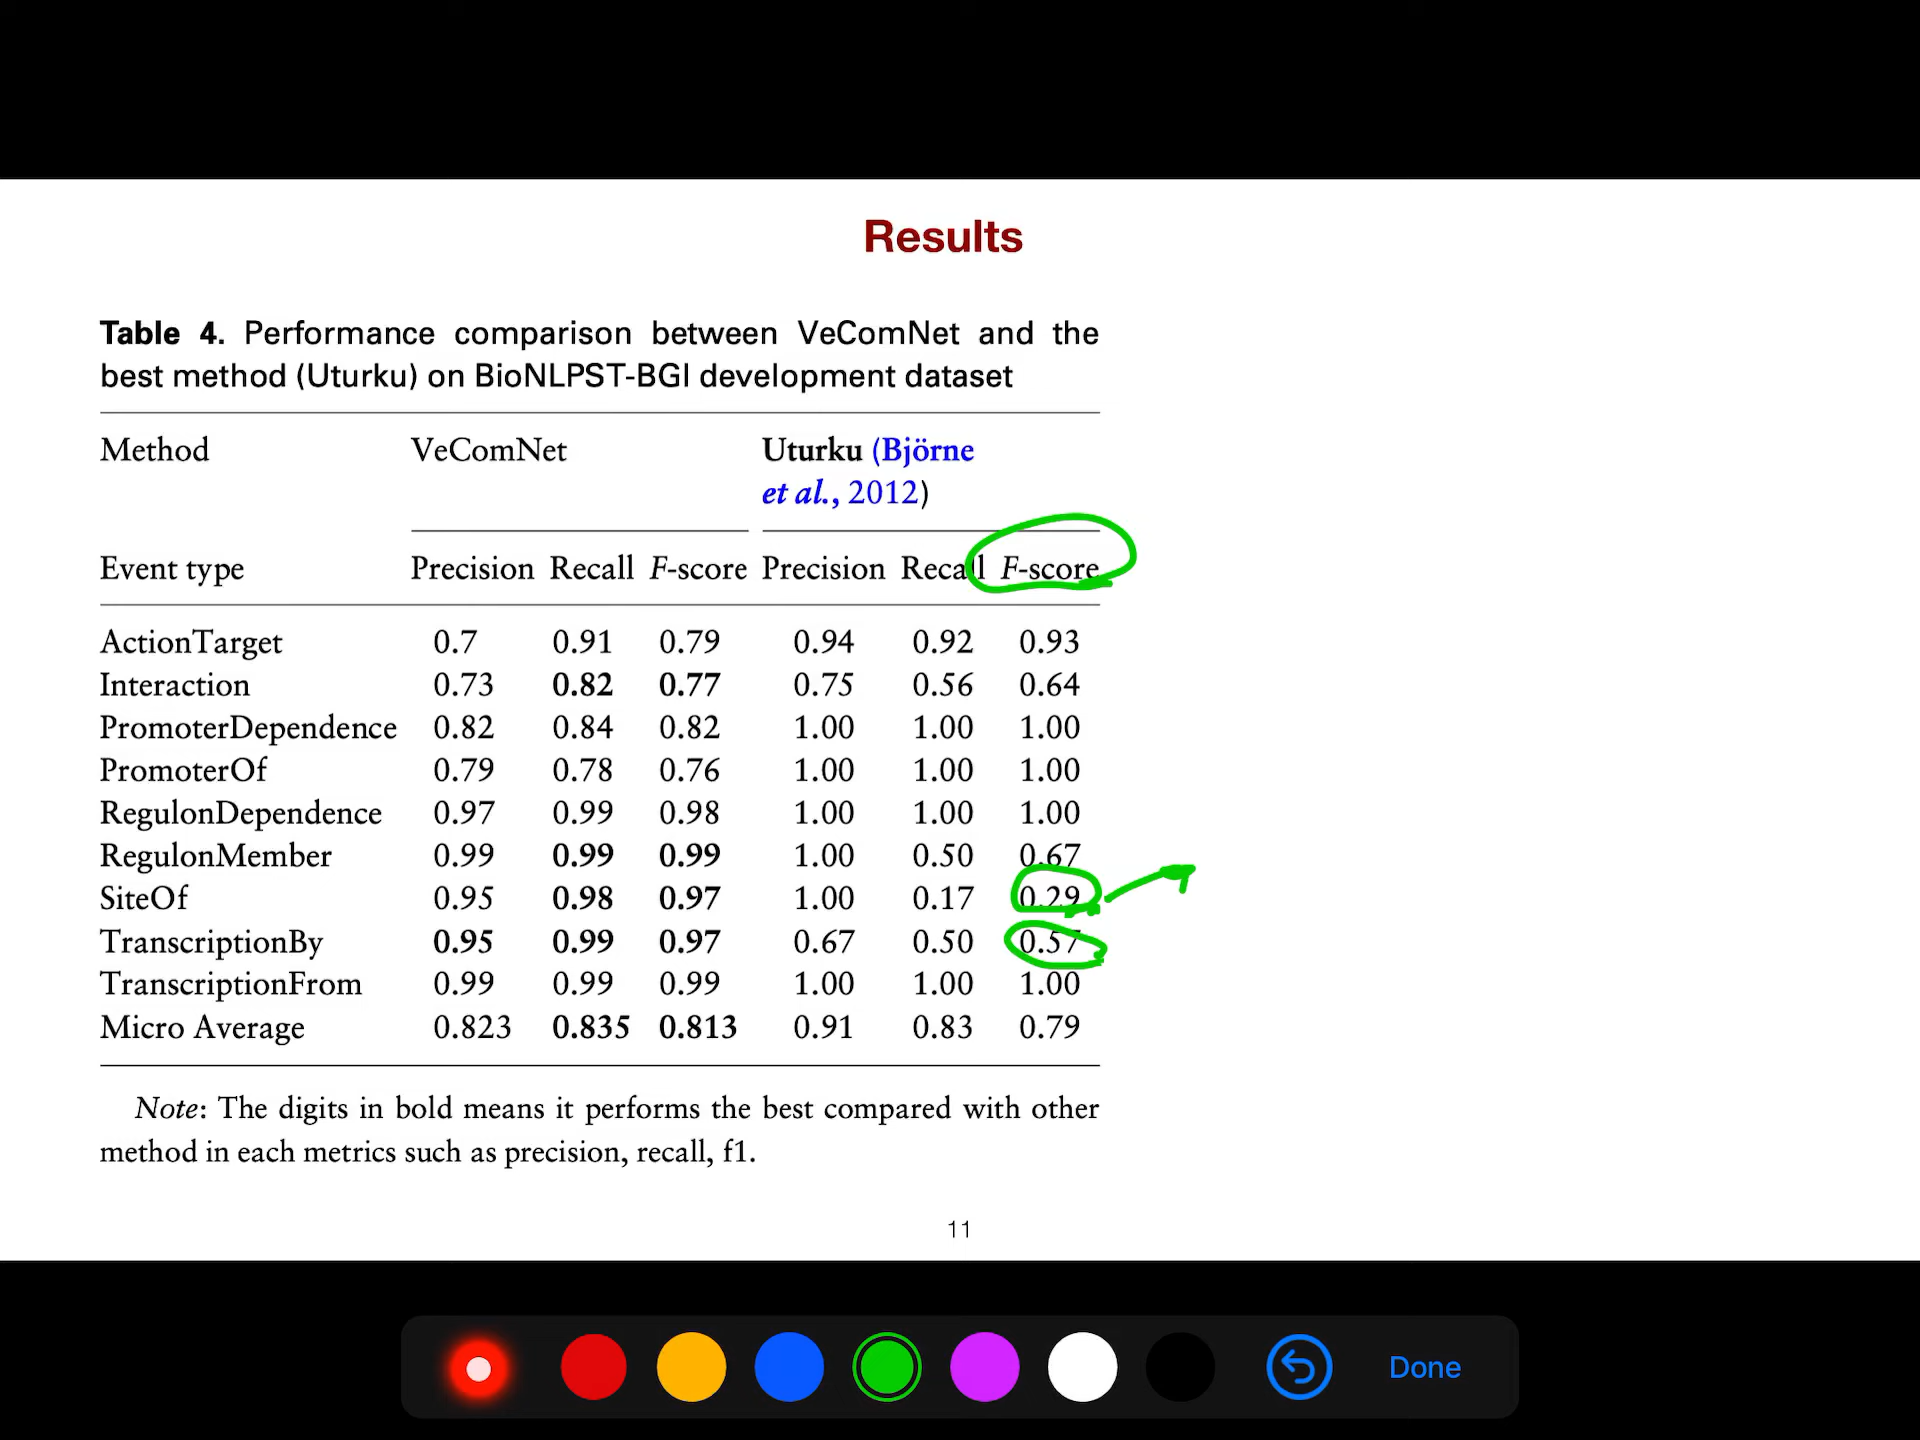 Results
Table 4. Performance comparison between VeComNet and the
best method (Uturku) on BioNLPST-BGI development dataset
Method VeComNet Uturku (Björne
et al., 2012)
Event type Precision Recall F-score Precision Recall F-score
ActionTarget 0.7 0.91 0.79 0.94 0.92 0.93
Interaction 0.73 0.82 0.77 0.75 0.56 0.64
PromoterDependence 0.82 0.84 0.82 1.00 1.00 1.00
PromoterOf 0.79 0.78 0.76 1.00 1.00 1.00
RegulonDependence 0.97 0.99 0.98 1.00 1.00 1.00
RegulonMember 0.99 0.99 0.99 1.00 0.50 0.67
SiteOf 0.95 0.98 0.97 1.00 0.17 0.29
TranscriptionBy 0.95 0.99 0.97 0.67 0.50 0.57
TranscriptionFrom 0.99 0.99 0.99 1.00 1.00 1.00
Micro Average 0.823 0.835 0.813 0.91 0.83 0.79
Note: The digits in bold means it performs the best compared with other
method in each metrics such as precision, recall, f1.
11
Done